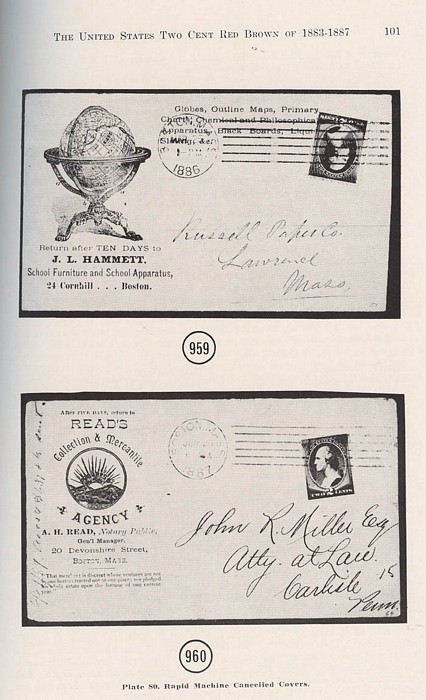 THE UNITED STATES TWO CENT RED BROWN OF 1883-1887 101
Globes, Outline Maps, Primary
Charts, Chemical and Philosophical
Apparatus, Black Boards, Liquid
Slating, &c.
1886
Return after TEN DAYS to
J. L. HAMMETT,
School Furniture and School Apparatus,
24 Cornhill . . . Boston.
Russell Paper Co.
Lawrence
Mass.
959
After FIVE DAYS, return to
READ'S
Collection & Mercantile
AGENCY
A. H. READ, Notary Public,
Gen'l Manager,
20 Devonshire Street,
BOSTON, MASS.
BOSTON, MASS.
1887
TWO CENTS
John R. Miller Esq
Atty. at Law.
Carlisle
Penn.
960
Plate 80. Rapid Machine Cancelled Covers.